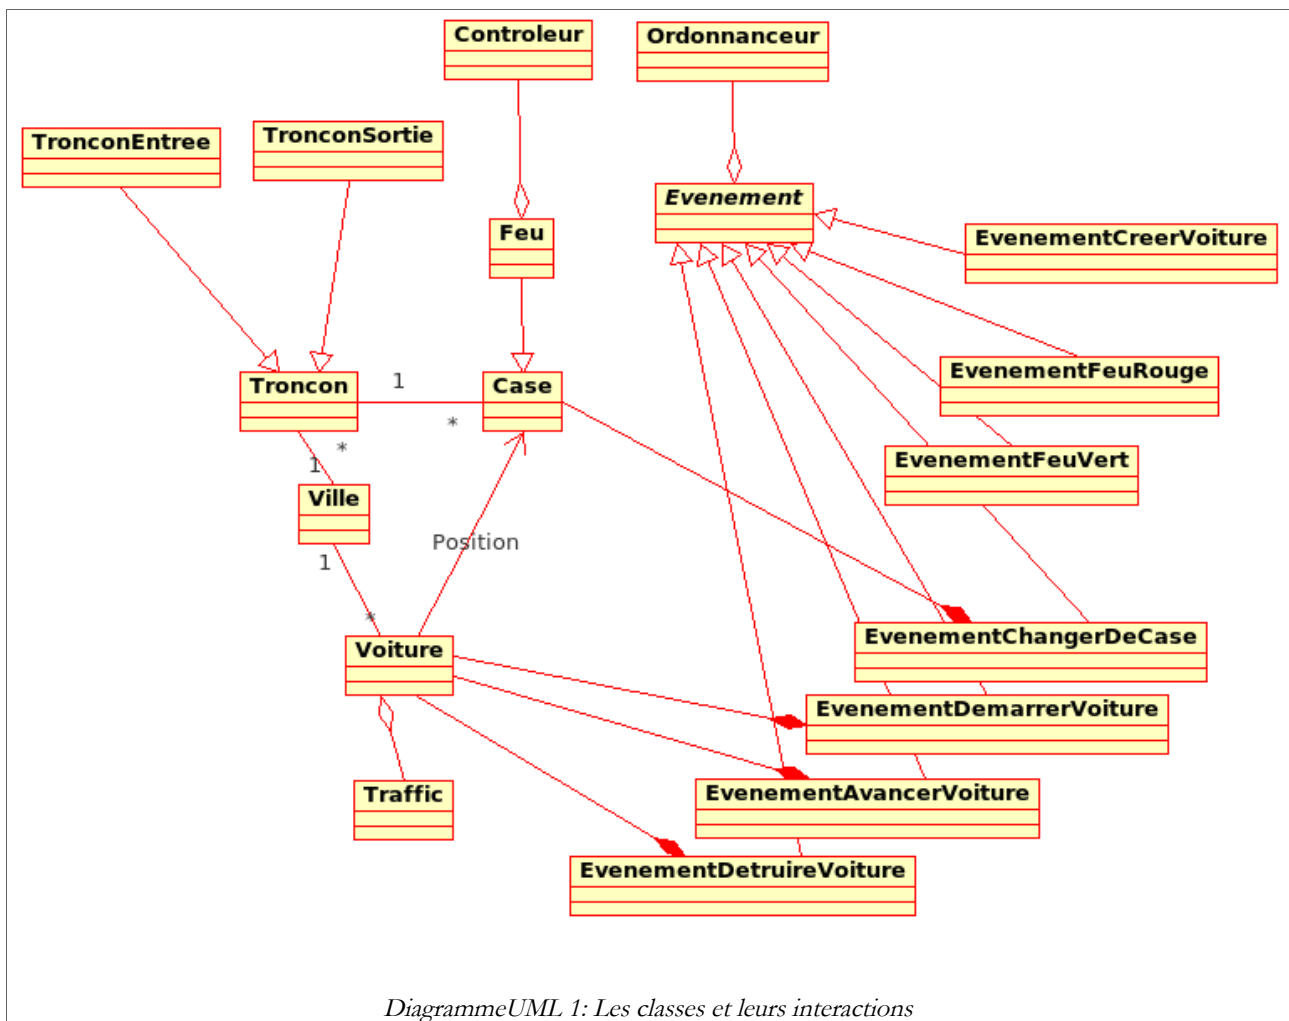 Controleur
Ordonnanceur
TronconEntree
TronconSortie
Evenement
Feu
EvenementCreerVoiture
EvenementFeuRouge
Troncon
1
*
Case
*
1
EvenementFeuVert
Ville
1
Position
*
EvenementChangerDeCase
Voiture
EvenementDemarrerVoiture
Traffic
EvenementAvancerVoiture
EvenementDetruireVoiture
DiagrammeUML 1: Les classes et leurs interactions